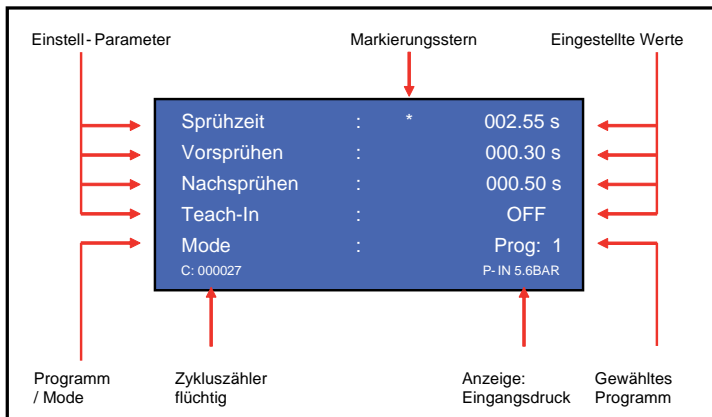 Einstell-Parameter Markierungsstern Eingestellte Werte
Sprühzeit : * 002.55 s
Vorsprühen : 000.30 s
Nachsprühen : 000.50 s
Teach-In : OFF
Mode : Prog: 1
C: 000027 P-IN 5.6BAR
Programm
/ Mode
Zykluszähler
flüchtig
Anzeige:
Eingangsdruck
Gewähltes
Programm